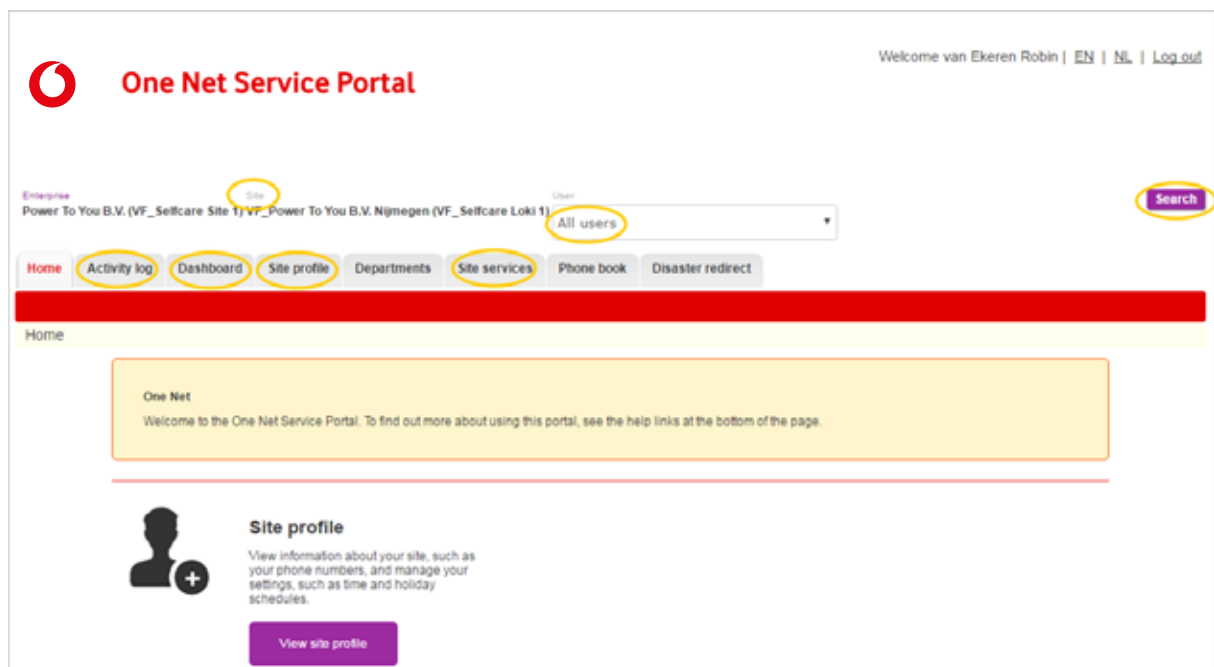 Welcome van Ekeren Robin | EN | NL | Log out
One Net Service Portal
Enterprise Site User
Power To You B.V. (VF_Selfcare Site 1) VF_Power To You B.V. Nijmegen (VF_Selfcare Loki 1) All users
Search
Home Activity log Dashboard Site profile Departments Site services Phone book Disaster redirect
Home
One Net
Welcome to the One Net Service Portal. To find out more about using this portal, see the help links at the bottom of the page.
Site profile
View information about your site, such as
your phone numbers, and manage your
settings, such as time and holiday
schedules.
View site profile